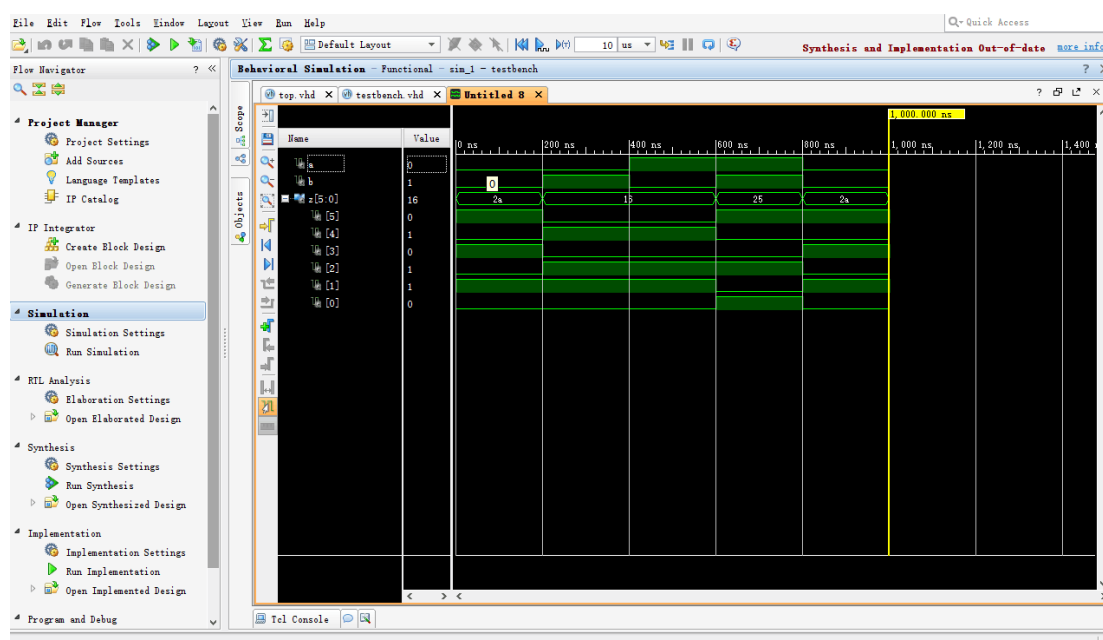 File Edit Flow Tools Window Layout View Run Help
Q- Quick Access
Default Layout
10 us
Synthesis and Implementation Out-of-date more info
Flow Navigator ? «
Behavioral Simulation - Functional - sim_1 - testbench ?
top.vhd × testbench.vhd × Untitled 8 ×
Scope
Objects
Project Manager
Project Settings
Add Sources
Language Templates
IP Catalog
IP Integrator
Create Block Design
Open Block Design
Generate Block Design
Simulation
Simulation Settings
Run Simulation
RTL Analysis
Elaboration Settings
Open Elaborated Design
Synthesis
Synthesis Settings
Run Synthesis
Open Synthesized Design
Implementation
Implementation Settings
Run Implementation
Open Implemented Design
Program and Debug
1,000.000 ns
Name Value
0 ns 200 ns 400 ns 600 ns 800 ns 1,000 ns 1,200 ns 1,400
a 0
b 1 0
z[5:0] 16 2a 16 25 2a
[5] 0
[4] 1
[3] 0
[2] 1
[1] 1
[0] 0
Tcl Console